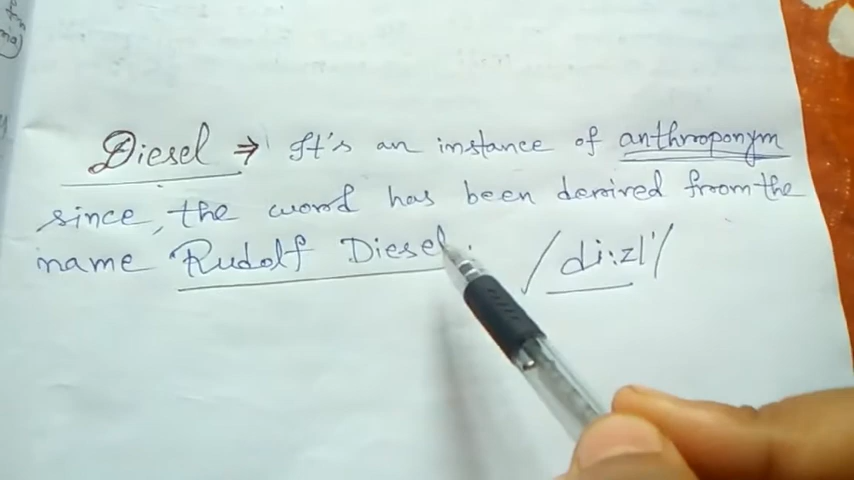 Diesel → It's an instance of anthroponym
since, the word has been derived from the
name Rudolf Diesel. /di:zl'/